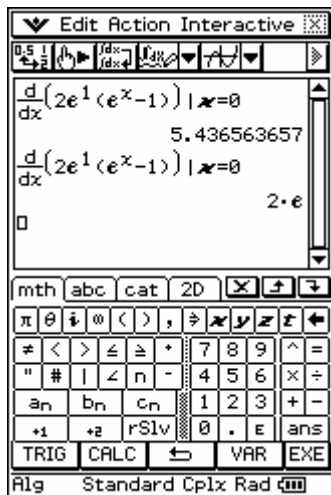 Edit Action Interactive
d/dx(2e^1(e^x-1))|x=0
5.436563657
d/dx(2e^1(e^x-1))|x=0
2·e
mth abc cat 2D
π θ i ∞ ( ) , ⇒ x y z t ←
≠ < > ≤ ≥ 7 8 9 ^ =
" # | ∠ 4 5 6 × ÷
an bn cn 1 2 3 + -
+1 +2 rSlv 0 . E ans
TRIG CALC VAR EXE
Alg Standard Cplx Rad